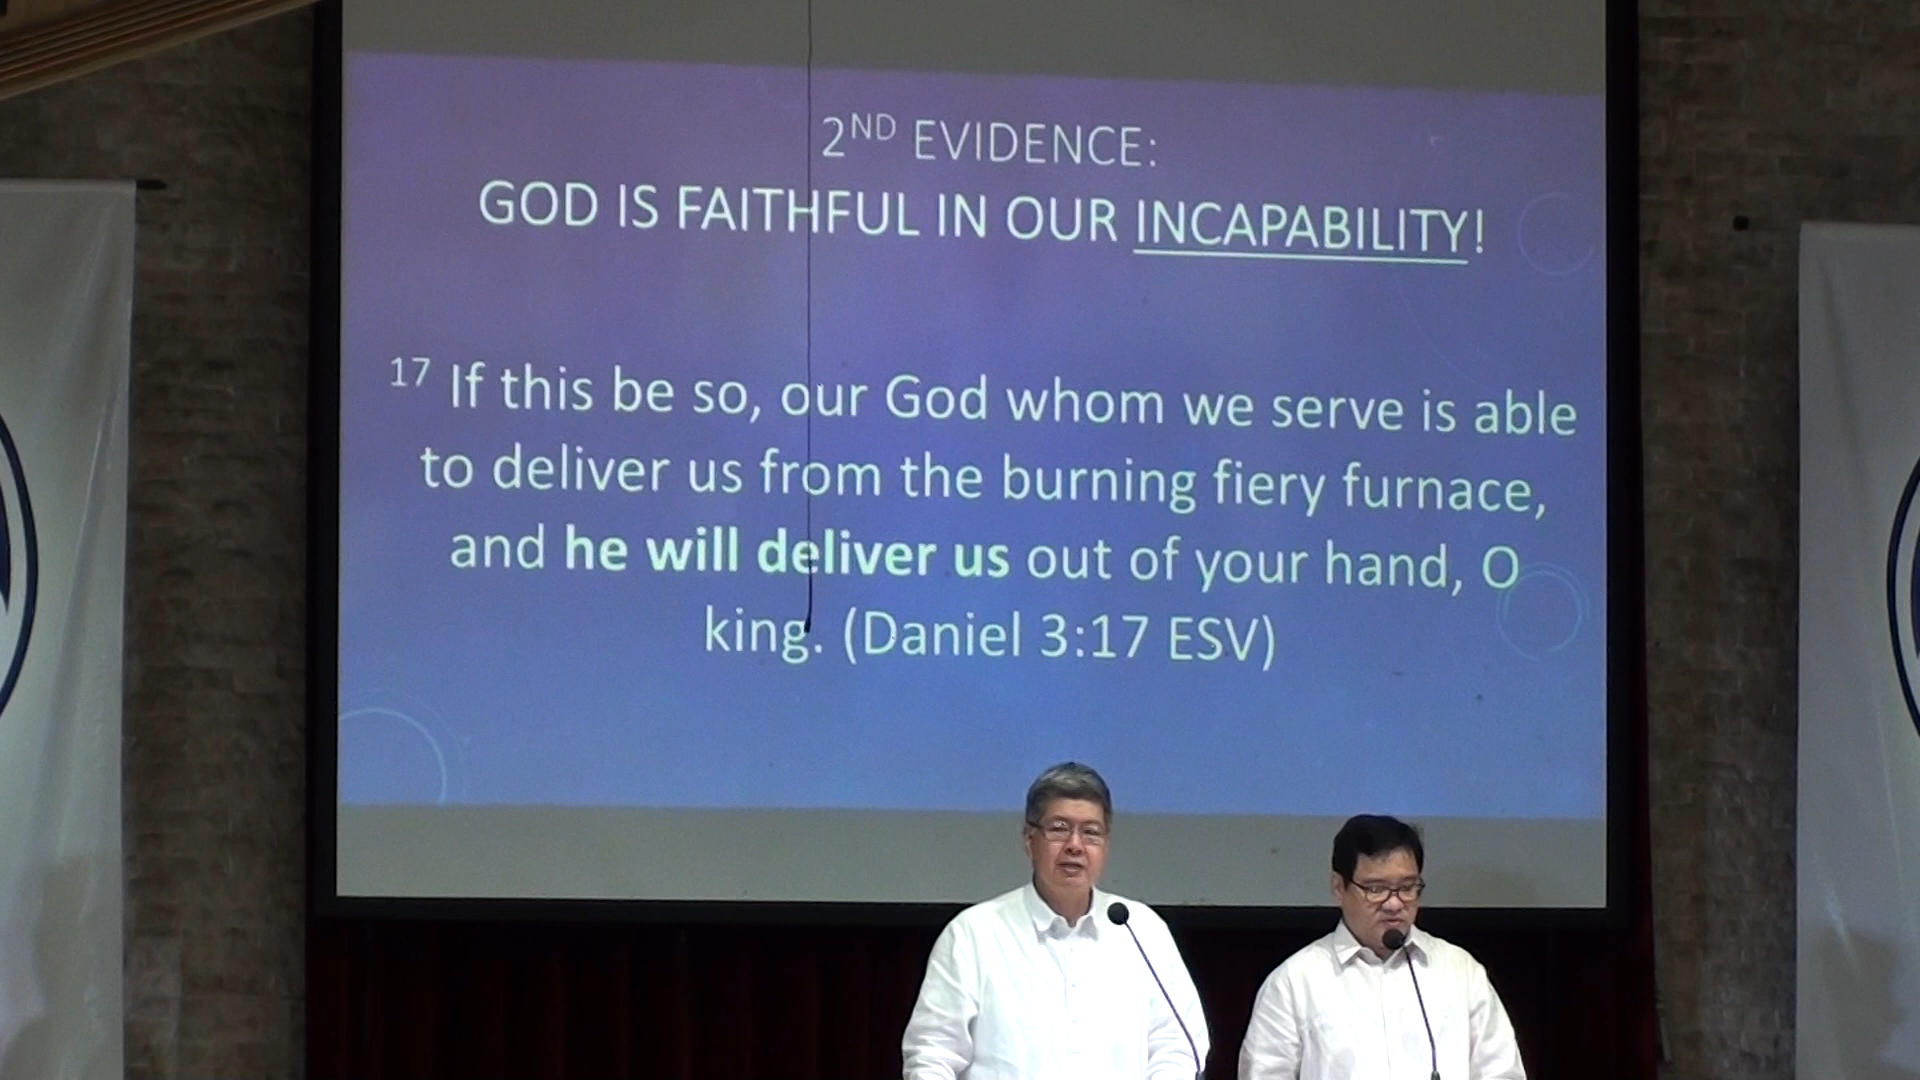 2ND EVIDENCE:
GOD IS FAITHFUL IN OUR INCAPABILITY!
17 If this be so, our God whom we serve is able
to deliver us from the burning fiery furnace,
and he will deliver us out of your hand, O
king. (Daniel 3:17 ESV)